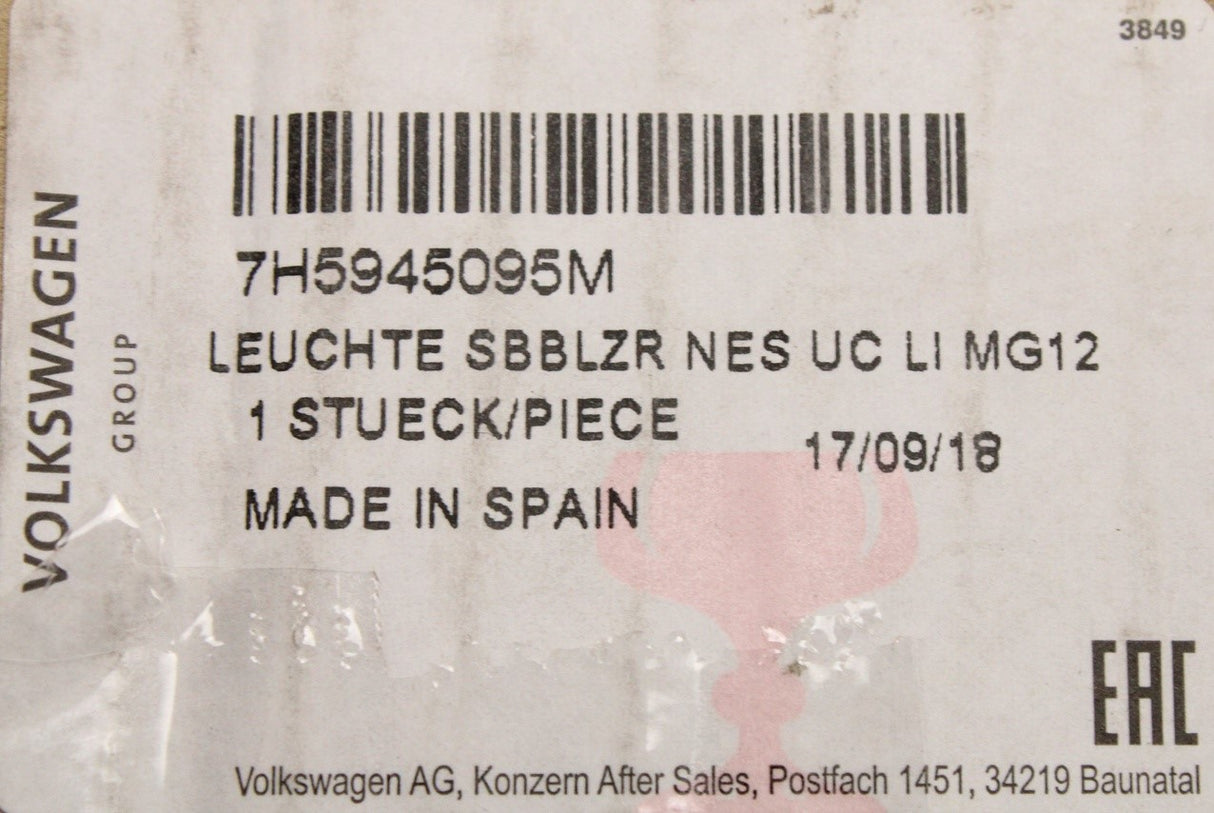 3849
VOLKSWAGEN
GROUP
7H5945095M
LEUCHTE SBBLZR NES UC LI MG12
1 STUECK/PIECE
17/09/18
MADE IN SPAIN
EAC
Volkswagen AG, Konzern After Sales, Postfach 1451, 34219 Baunatal